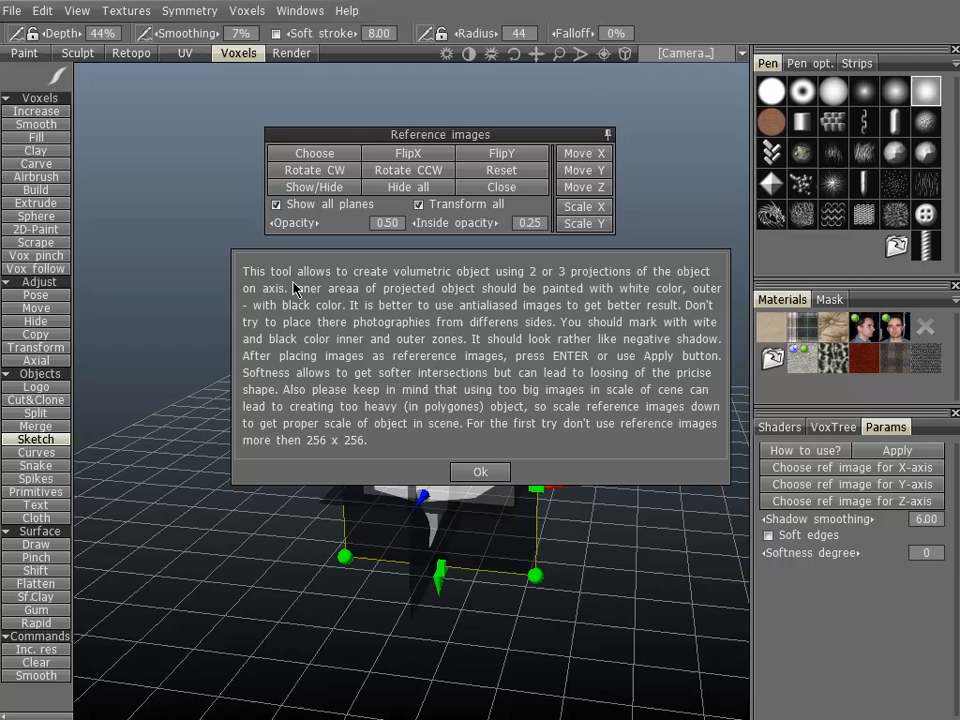 File Edit View Textures Symmetry Voxels Windows Help
Depth: 44% Smoothing: 7% Soft stroke: 8.00 Radius: 44 Falloff: 0%
Paint Sculpt Retopo UV Voxels Render [Camera..]
Pen Pen opt. Strips
Voxels
Increase
Smooth
Fill
Clay
Carve
Airbrush
Build
Extrude
Sphere
2D-Paint
Scrape
Vox pinch
Vox follow
Adjust
Pose
Move
Hide
Copy
Transform
Axial
Objects
Logo
Cut&Clone
Split
Merge
Sketch
Curves
Snake
Spikes
Primitives
Text
Cloth
Surface
Draw
Pinch
Shift
Flatten
Sf.Clay
Gum
Rapid
Commands
Inc. res
Clear
Smooth
Reference images
Choose FlipX FlipY Move X
Rotate CW Rotate CCW Reset Move Y
Show/Hide Hide all Close Move Z
Show all planes Transform all Scale X
Opacity: 0.50 Inside opacity: 0.25 Scale Y
This tool allows to create volumetric object using 2 or 3 projections of the object
on axis. areaa of projected object should be painted with white color, outer
- with black color. It is better to use antialiased images to get better result. Don't
try to place there photographies from differens sides. You should mark with wite
and black color inner and outer zones. It should look rather like negative shadow.
After placing images as refererence images, press ENTER or use Apply button.
Softness allows to get softer intersections but can lead to loosing of the pricise
shape. Also please keep in mind that using too big images in scale of cene can
lead to creating too heavy (in polygones) object, so scale reference images down
to get proper scale of object in scene. For the first try don't use reference images
more then 256 x 256.
Ok
Materials Mask
Shaders VoxTree Params
How to use? Apply
Choose ref image for X-axis
Choose ref image for Y-axis
Choose ref image for Z-axis
Shadow smoothing: 6.00
Soft edges
Softness degree: 0